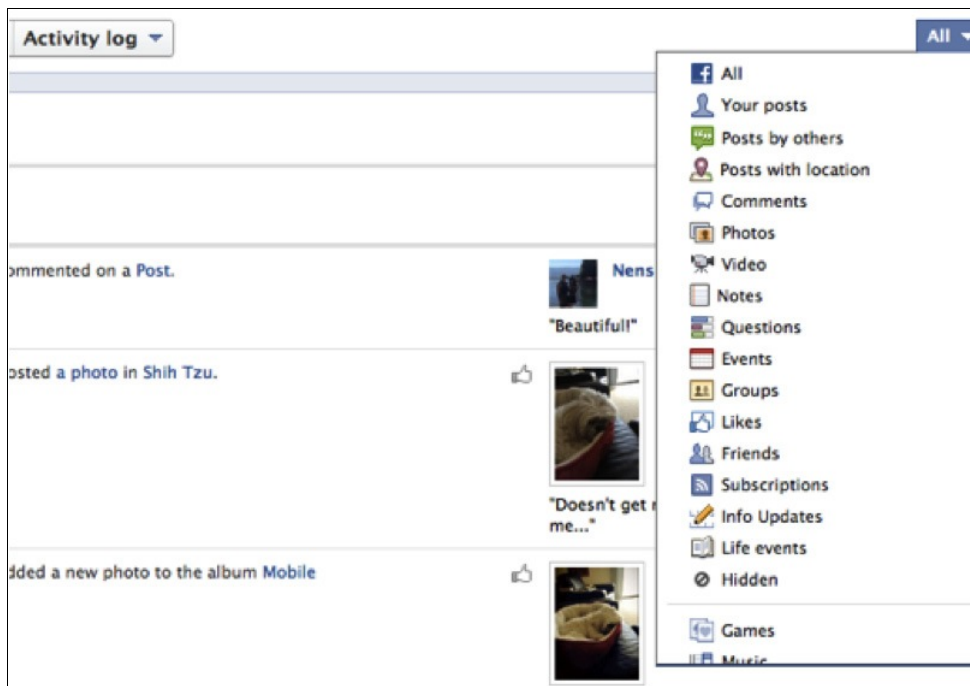 Activity log
All
All
Your posts
Posts by others
Posts with location
Comments
Photos
Video
Notes
Questions
Events
Groups
Likes
Friends
Subscriptions
Info Updates
Life events
Hidden
Games
Music
ommented on a Post.
Nens
"Beautiful!"
osted a photo in Shih Tzu.
"Doesn't get
me..."
dded a new photo to the album Mobile